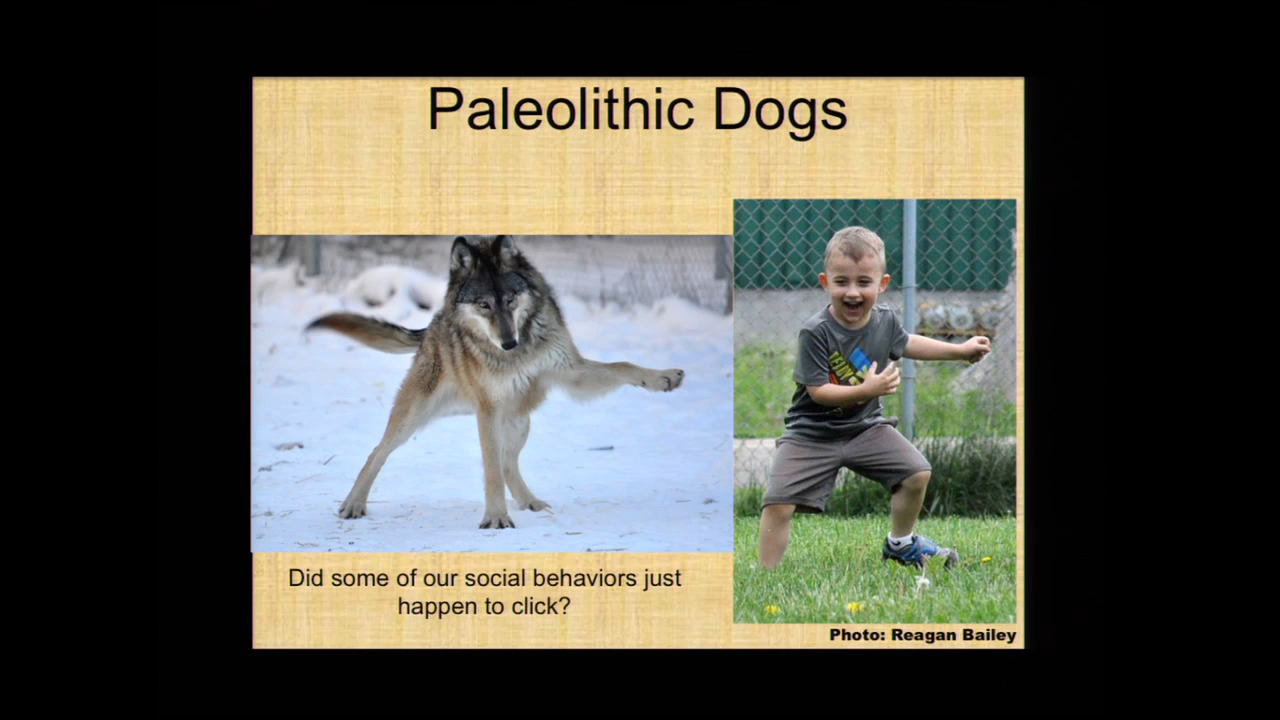 Paleolithic Dogs
Did some of our social behaviors just
happen to click?
Photo: Reagan Bailey